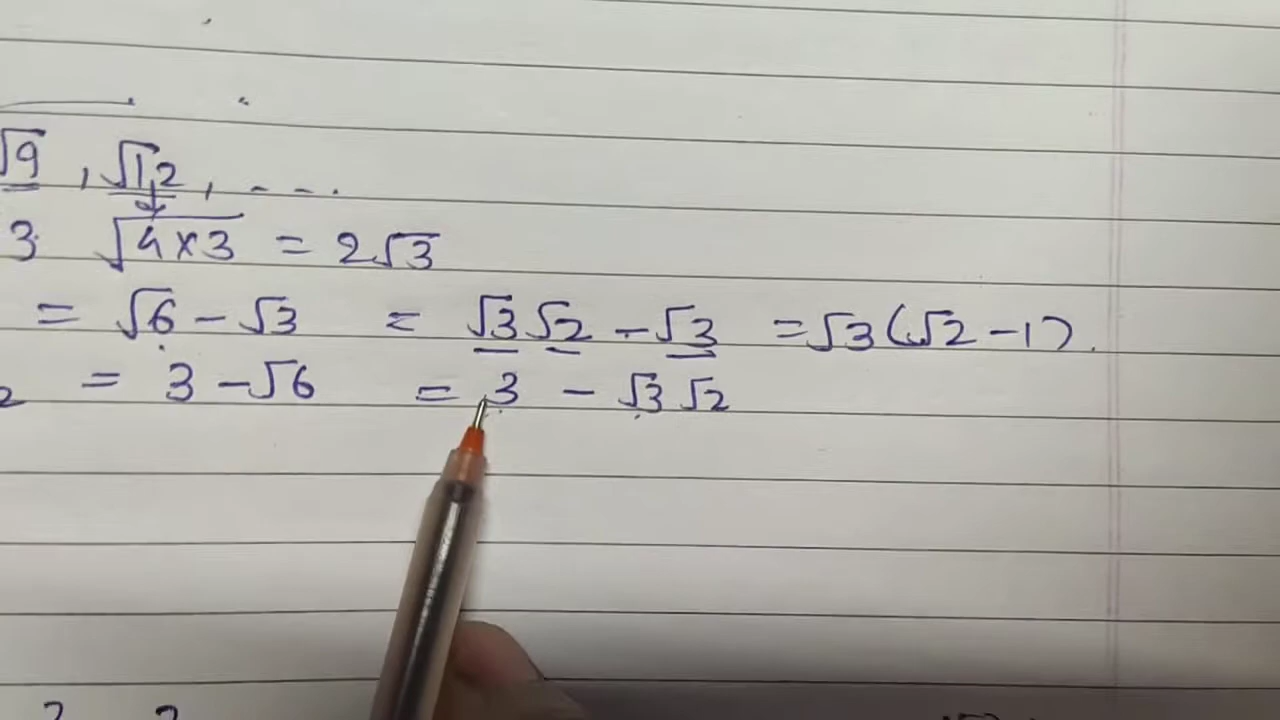 √9 , √12 , - - - .
3 √4×3 = 2√3
= √6 - √3 = √3 √2 - √3 = √3 (√2 - 1).
2 = 3 - √6 = 3 - √3 √2